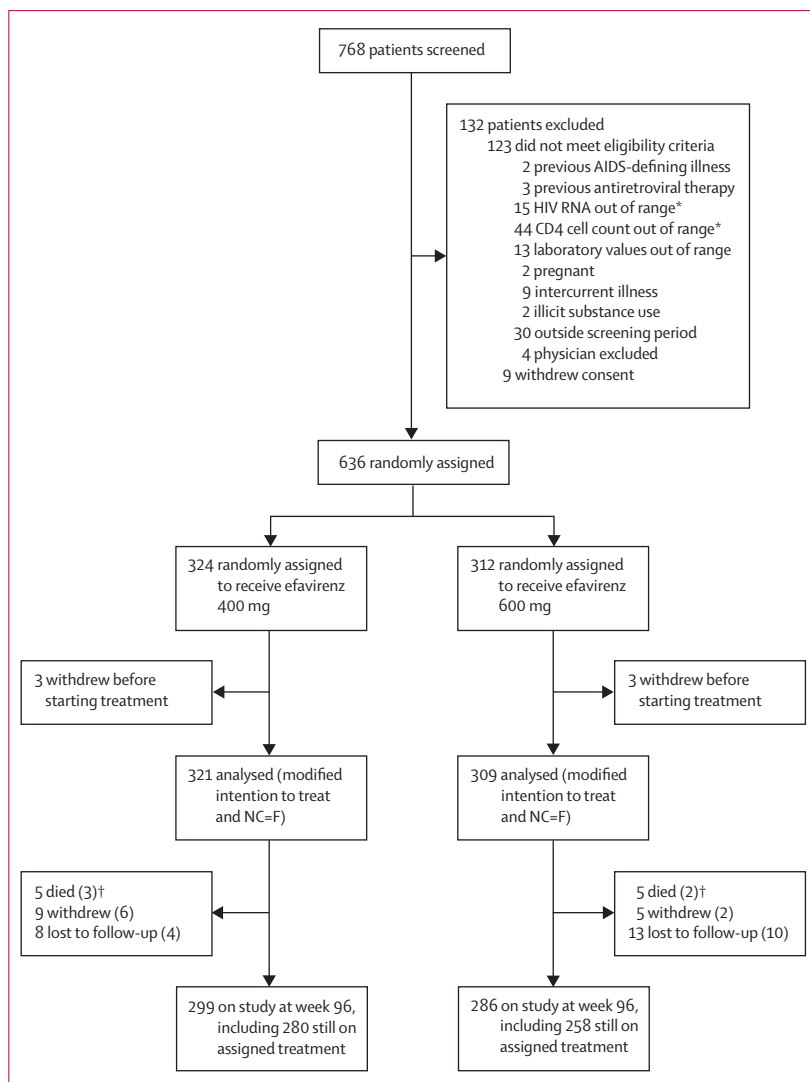 768 patients screened
132 patients excluded
123 did not meet eligibility criteria
2 previous AIDS-defining illness
3 previous antiretroviral therapy
15 HIV RNA out of range*
44 CD4 cell count out of range*
13 laboratory values out of range
2 pregnant
9 intercurrent illness
2 illicit substance use
30 outside screening period
4 physician excluded
9 withdrew consent
636 randomly assigned
324 randomly assigned
to receive efavirenz
400 mg
312 randomly assigned
to receive efavirenz
600 mg
3 withdrew before
starting treatment
3 withdrew before
starting treatment
321 analysed (modified
intention to treat
and NC=F)
309 analysed (modified
intention to treat
and NC=F)
5 died (3)†
9 withdrew (6)
8 lost to follow-up (4)
5 died (2)†
5 withdrew (2)
13 lost to follow-up (10)
299 on study at week 96,
including 280 still on
assigned treatment
286 on study at week 96,
including 258 still on
assigned treatment